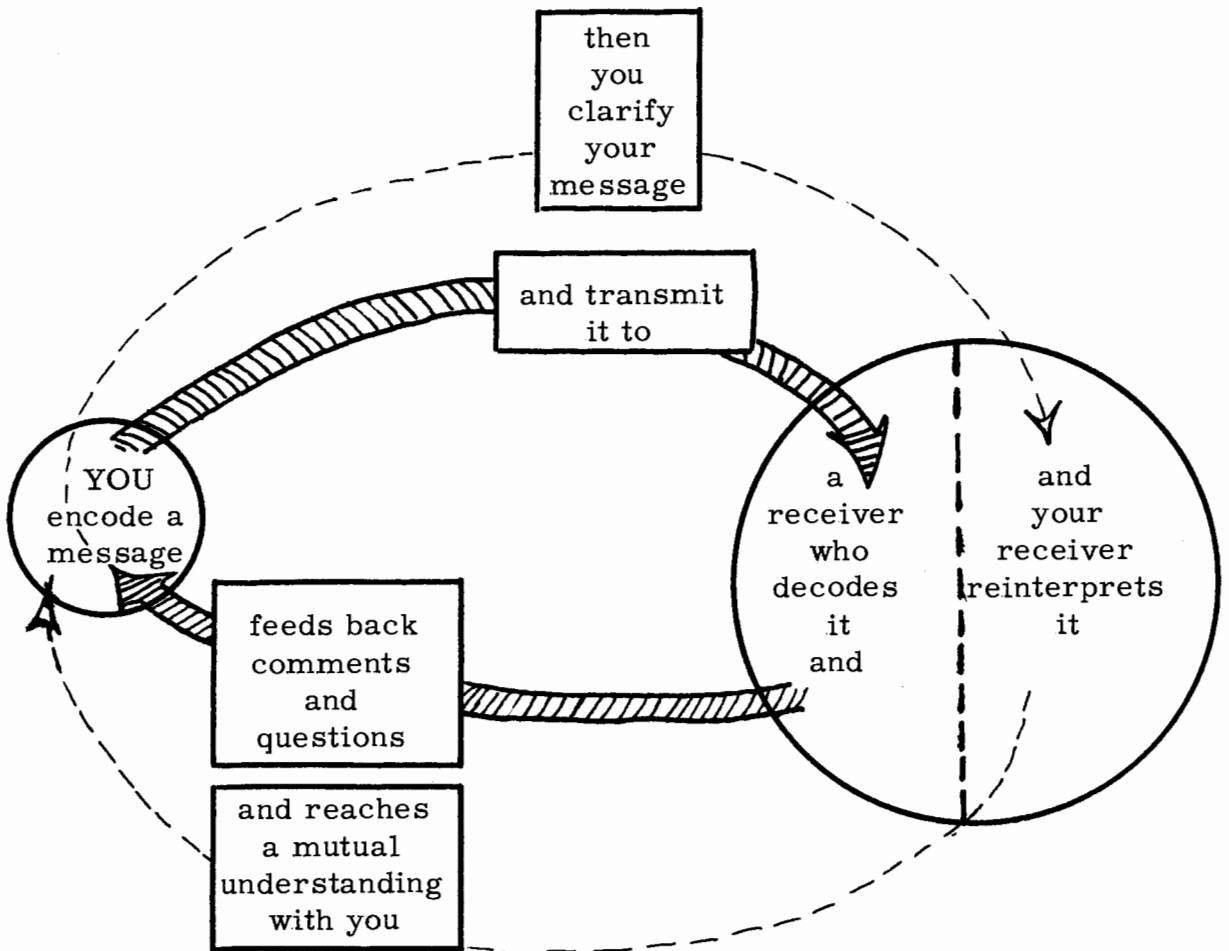 YOU
encode a
message
and transmit
it to
a
receiver
who
decodes
it
and
feeds back
comments
and
questions
then
you
clarify
your
message
and
your
receiver
reinterprets
it
and reaches
a mutual
understanding
with you